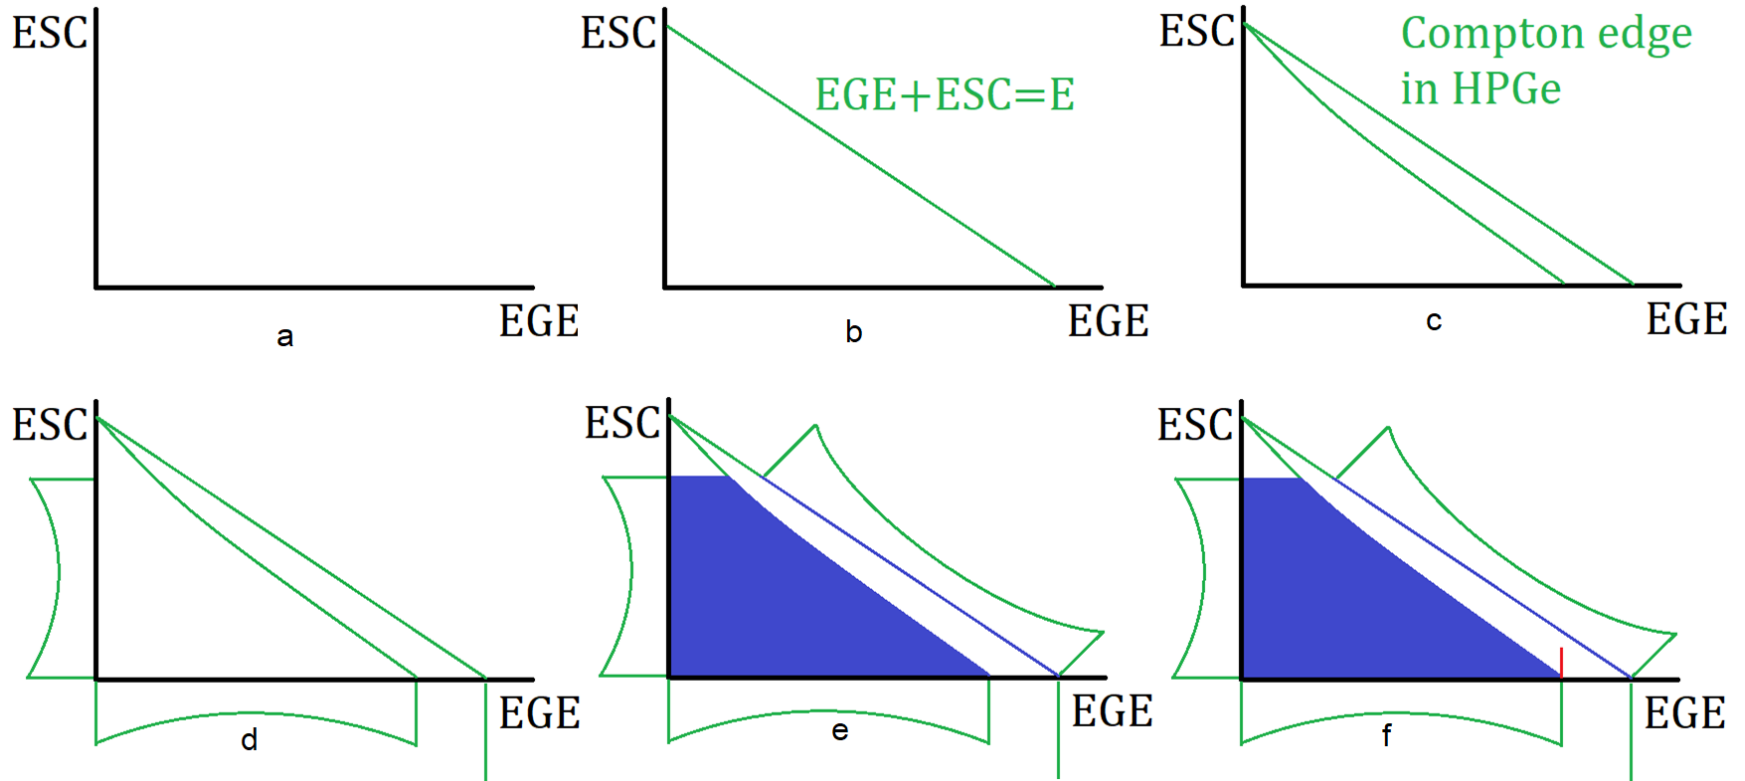 ESC
EGE
a
ESC
EGE+ESC=E
EGE
b
ESC
Compton edge
in HPGe
EGE
c
ESC
EGE
d
ESC
EGE
e
ESC
EGE
f